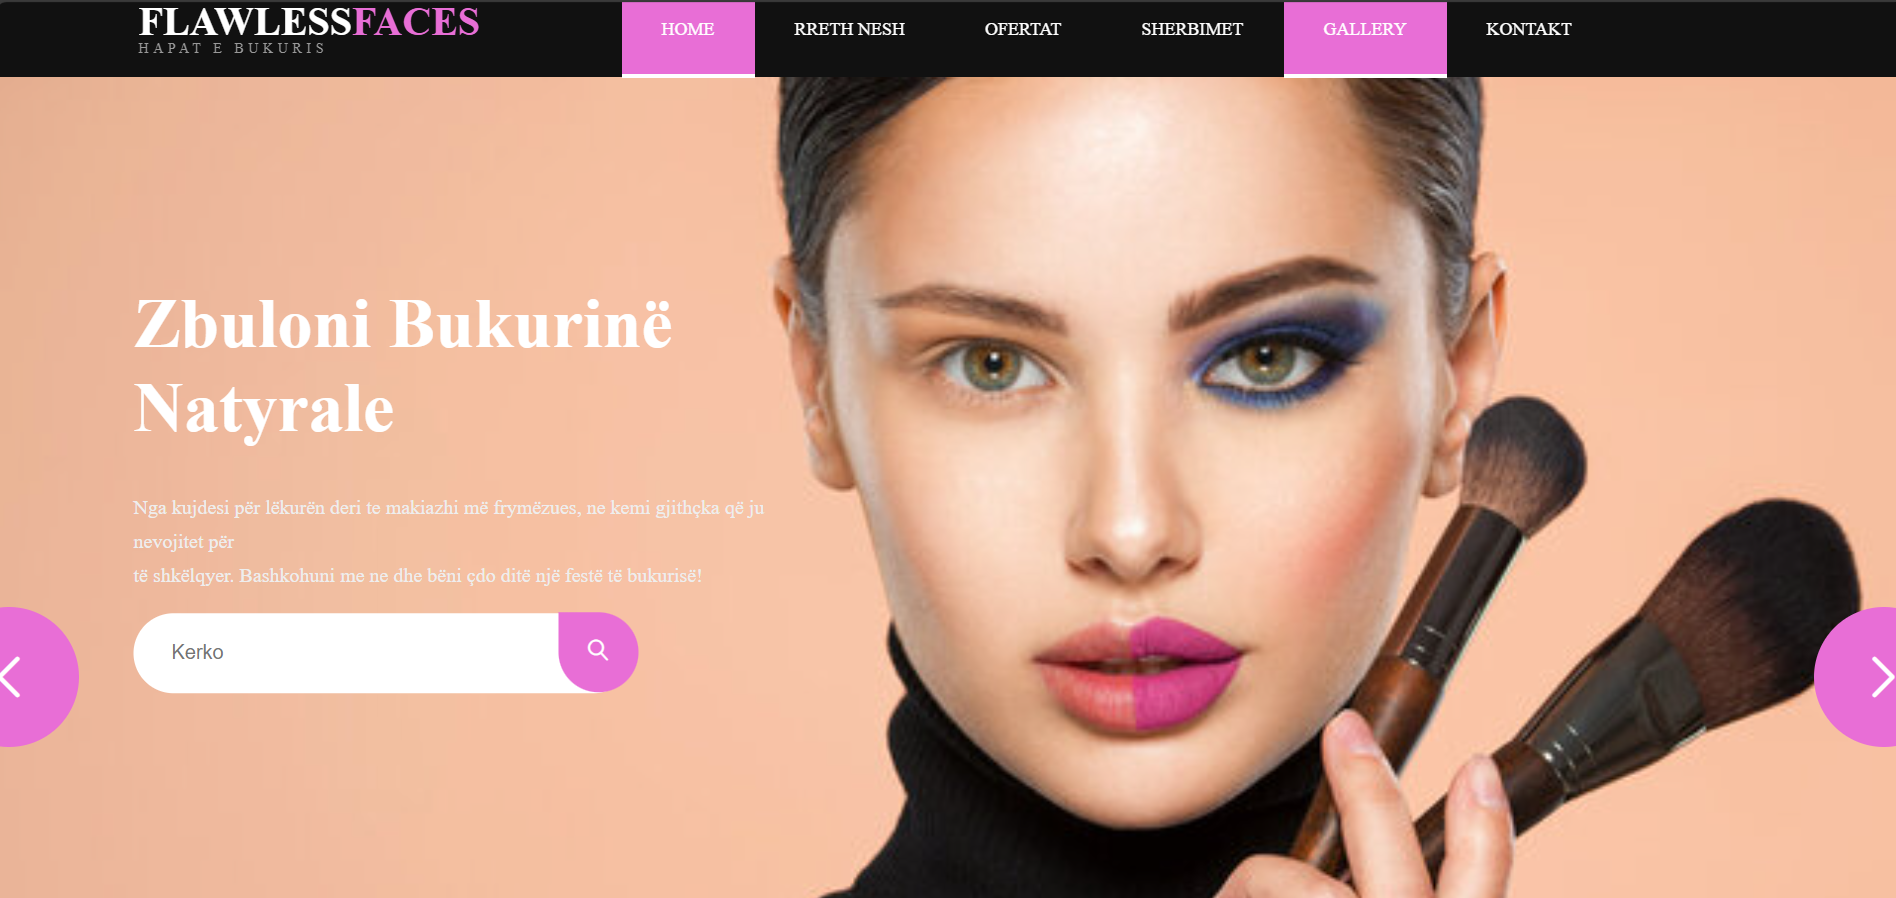 FLAWLESSFACES
HAPAT E BUKURIS
HOME
RRETH NESH
OFERTAT
SHERBIMET
GALLERY
KONTAKT
Zbuloni Bukurinë
Natyrale
Nga kujdesi për lëkurën deri te makiazhi më frymëzues, ne kemi gjithçka që ju
nevojitet për
të shkëlqyer. Bashkohuni me ne dhe bëni çdo ditë një festë të bukurisë!
Kerko